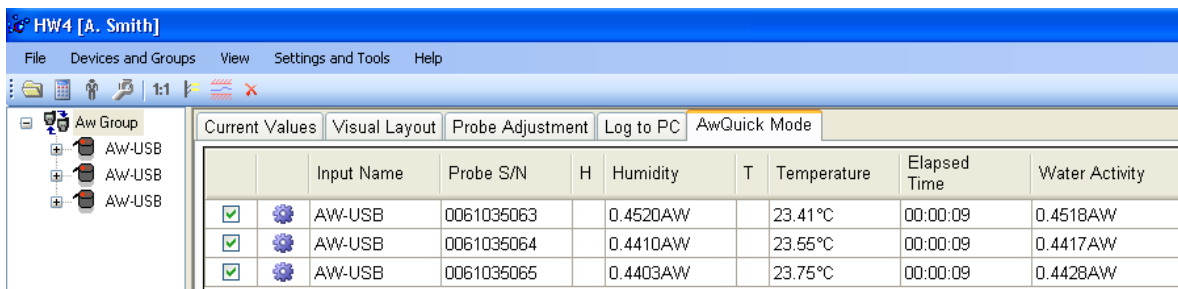 HW4 [A. Smith]
File Devices and Groups View Settings and Tools Help
1:1
Aw Group
AW-USB
AW-USB
AW-USB
Current Values Visual Layout Probe Adjustment Log to PC AwQuick Mode
Input Name Probe S/N H Humidity T Temperature Elapsed Time Water Activity
AW-USB 0061035063 0.4520AW 23.41°C 00:00:09 0.4518AW
AW-USB 0061035064 0.4410AW 23.55°C 00:00:09 0.4417AW
AW-USB 0061035065 0.4403AW 23.75°C 00:00:09 0.4428AW